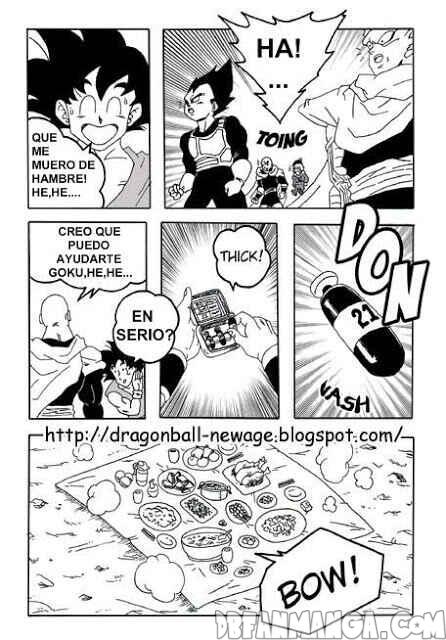 QUE
ME
MUERO DE
HAMBRE!
HE,HE....
HA!
...
TOING
CREO QUE
PUEDO
AYUDARTE
GOKU,HE,HE...
EN
SERIO?
THICK!
DON
21
WASH
http://dragonball-newage.blogspot.com/
BOW!
DBFANMANGA.COM